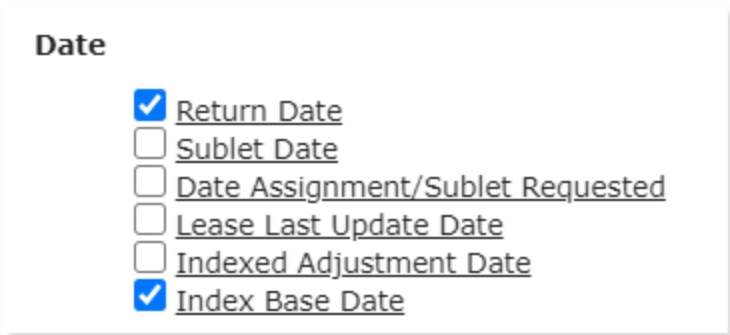 Date
Return Date
Sublet Date
Date Assignment/Sublet Requested
Lease Last Update Date
Indexed Adjustment Date
Index Base Date